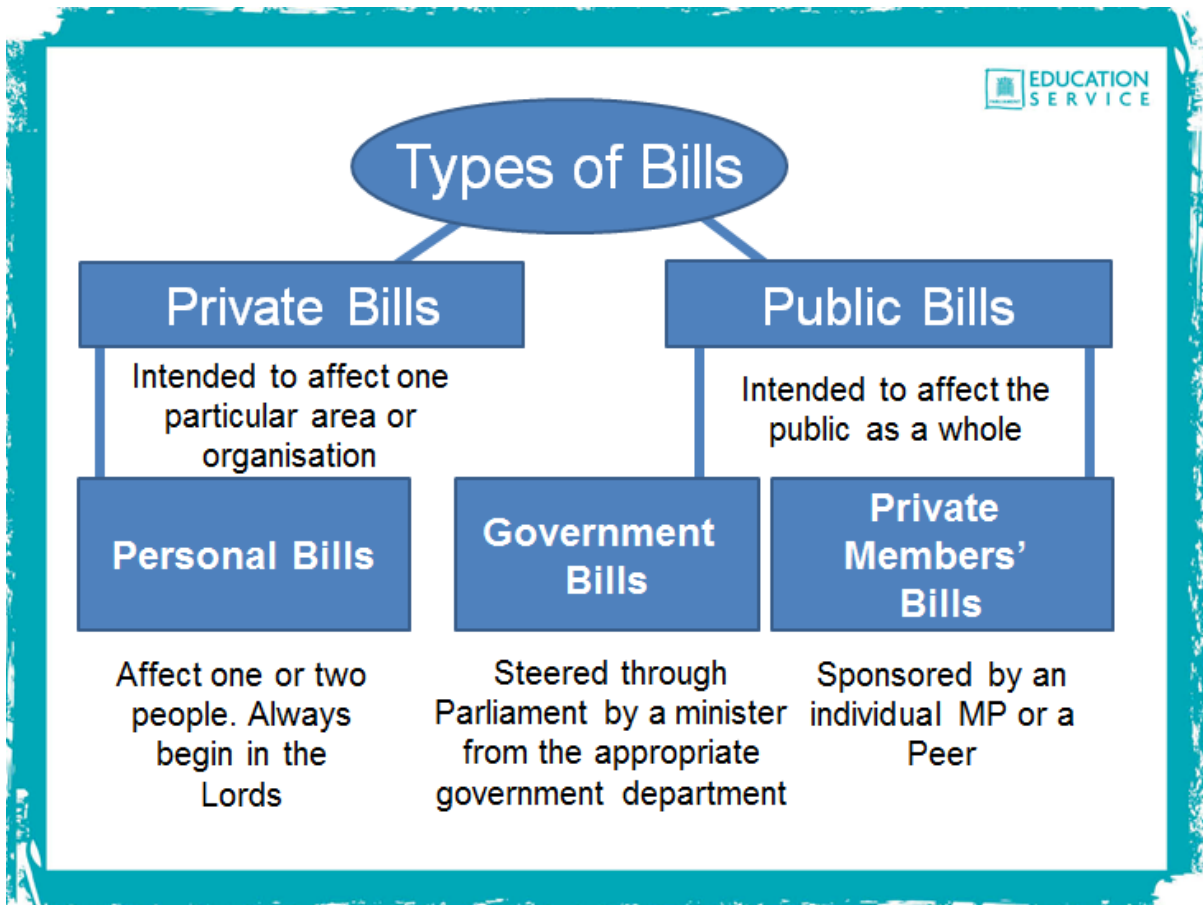 EDUCATION
SERVICE
Types of Bills
Private Bills
Public Bills
Intended to affect one
particular area or
organisation
Intended to affect the
public as a whole
Personal Bills
Government
Bills
Private
Members’
Bills
Affect one or two
people. Always
begin in the
Lords
Steered through
Parliament by a minister
from the appropriate
government department
Sponsored by an
individual MP or a
Peer